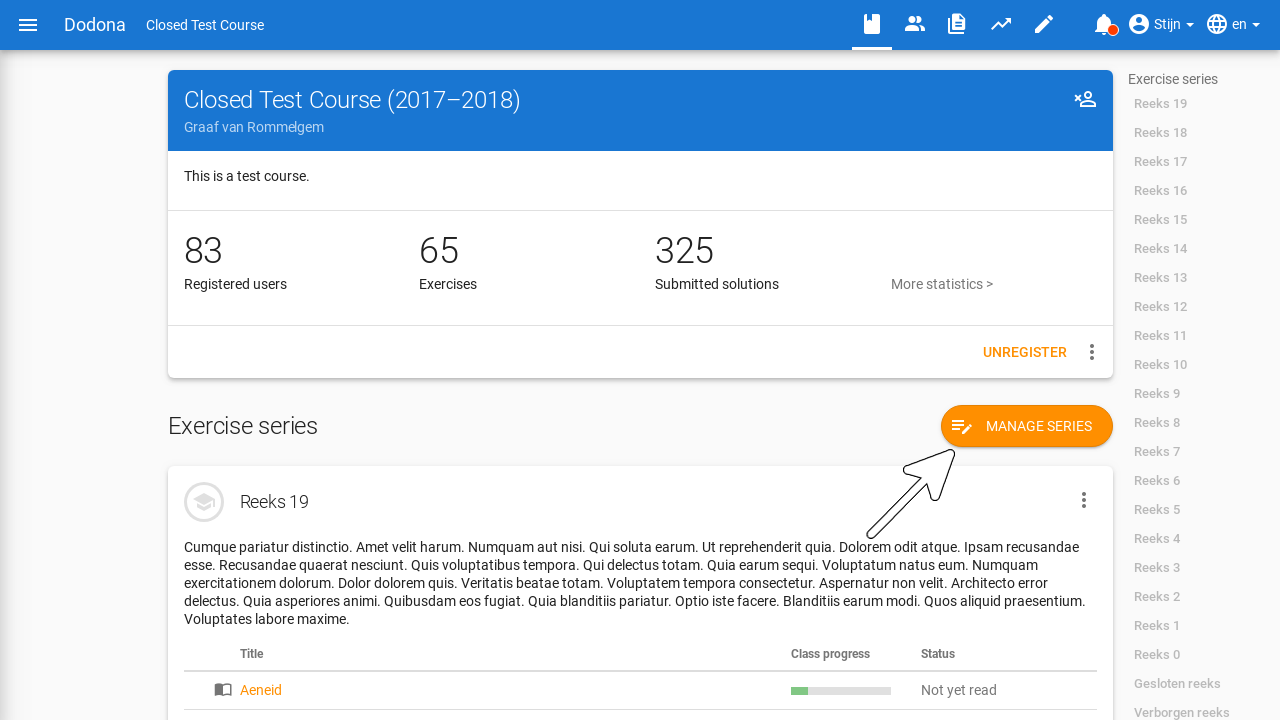 Dodona Closed Test Course Stijn en
Closed Test Course (2017–2018)
Graaf van Rommelgem
This is a test course.
83 65 325
Registered users Exercises Submitted solutions More statistics >
UNREGISTER
Exercise series
MANAGE SERIES
Reeks 19
Cumque pariatur distinctio. Amet velit harum. Numquam aut nisi. Qui soluta earum. Ut reprehenderit quia. Dolorem odit atque. Ipsam recusandae
esse. Recusandae quaerat nesciunt. Quis voluptatibus tempora. Qui delectus totam. Quia earum sequi. Voluptatum natus eum. Numquam
exercitationem dolorum. Dolor dolorem quis. Veritatis beatae totam. Voluptatem tempora consectetur. Aspernatur non velit. Architecto error
delectus. Quia asperiores animi. Quibusdam eos fugiat. Quia blanditiis pariatur. Optio iste facere. Blanditiis earum modi. Quos aliquid praesentium.
Voluptates labore maxime.
Title Class progress Status
Aeneid Not yet read
Exercise series
Reeks 19
Reeks 18
Reeks 17
Reeks 16
Reeks 15
Reeks 14
Reeks 13
Reeks 12
Reeks 11
Reeks 10
Reeks 9
Reeks 8
Reeks 7
Reeks 6
Reeks 5
Reeks 4
Reeks 3
Reeks 2
Reeks 1
Reeks 0
Gesloten reeks
Verborgen reeks